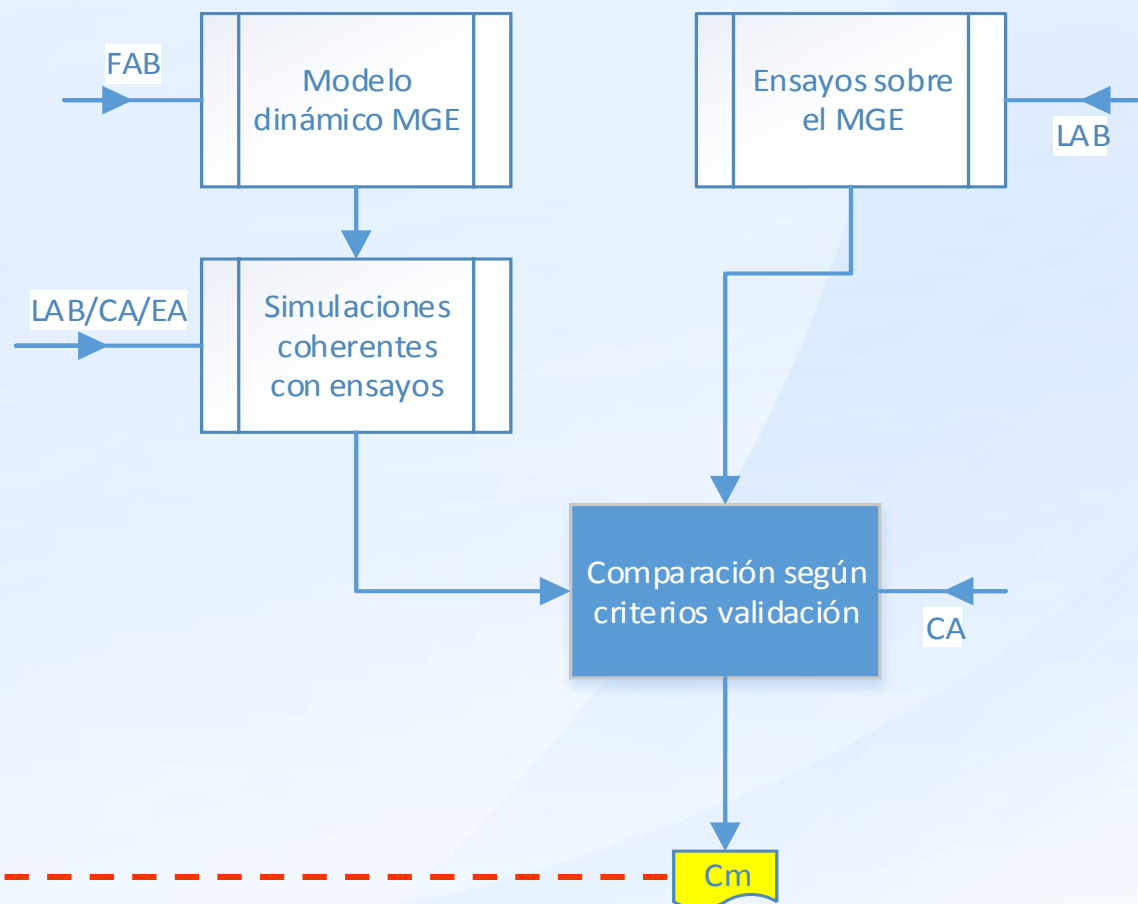 FAB
Modelo
dinámico MGE
Ensayos sobre
el MGE
LAB
LAB/CA/EA
Simulaciones
coherentes
con ensayos
Comparación según
criterios validación
CA
Cm